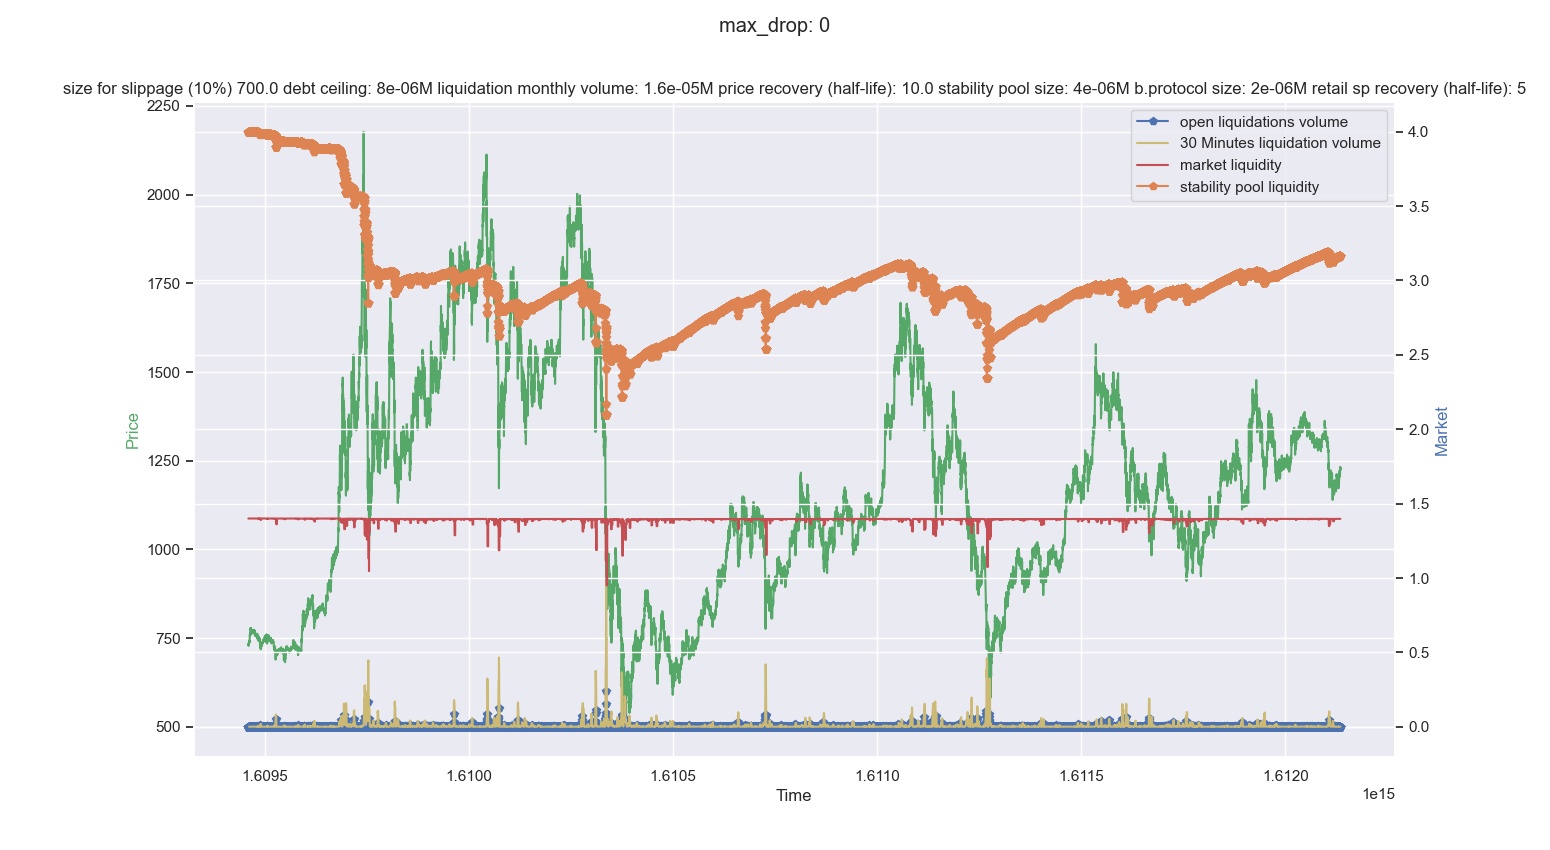 max_drop: 0
size for slippage (10%) 700.0 debt ceiling: 8e-06M liquidation monthly volume: 1.6e-05M price recovery (half-life): 10.0 stability pool size: 4e-06M b.protocol size: 2e-06M retail sp recovery (half-life): 5
open liquidations volume
30 Minutes liquidation volume
market liquidity
stability pool liquidity
2250
2000
1750
1500
1250
1000
750
500
Price
4.0
3.5
3.0
2.5
2.0
1.5
1.0
0.5
0.0
Market
1.6095 1.6100 1.6105 1.6110 1.6115 1.6120
Time
1e15